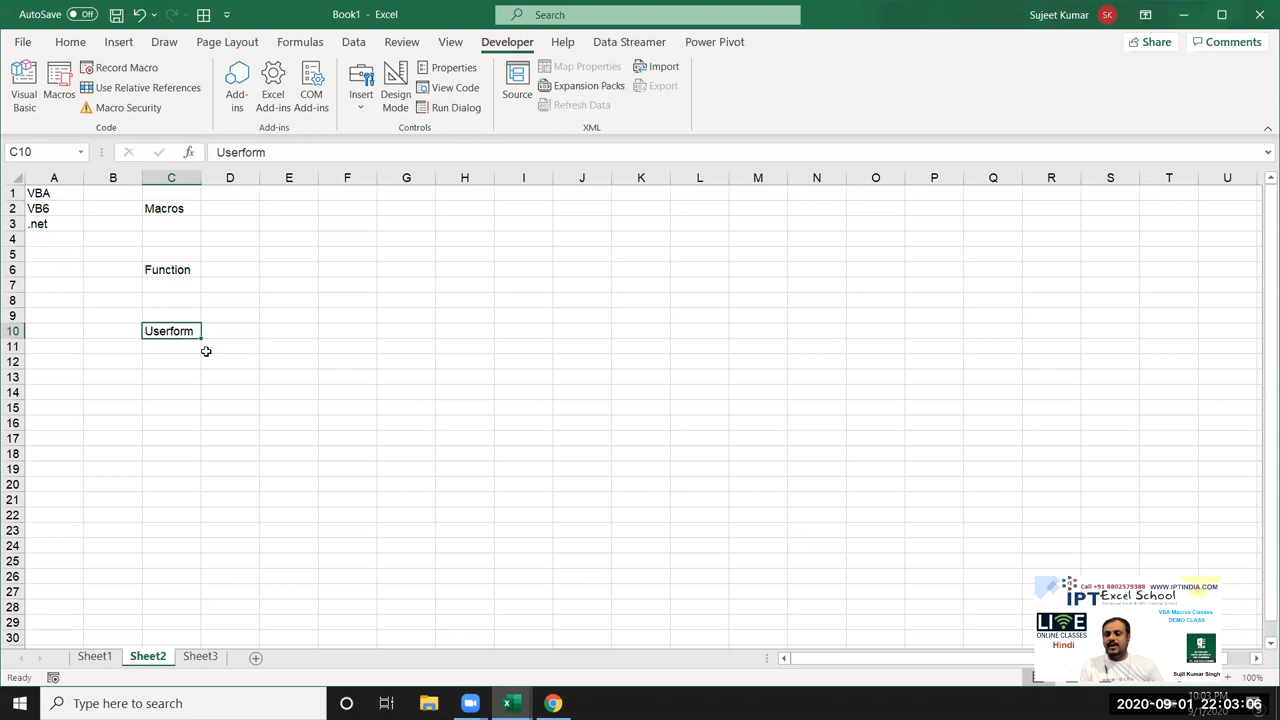 AutoSave Off
Book1 - Excel
Search
Sujeet Kumar SK
File Home Insert Draw Page Layout Formulas Data Review View Developer Help Data Streamer Power Pivot
Share Comments
Visual Basic
Macros
Record Macro
Use Relative References
Macro Security
Code
Add-ins
Excel Add-ins
COM Add-ins
Add-ins
Insert
Design Mode
Properties
View Code
Run Dialog
Controls
Source
Map Properties
Expansion Packs
Refresh Data
Import
Export
XML
C10 fx Userform
A B C D E F G H I J K L M N O P Q R S T U
1 VBA
2 VB6 Macros
3 .net
4
5
6 Function
7
8
9
10 Userform
11
12
13
14
15
16
17
18
19
20
21
22
23
24
25
26
27
28
29
30
Call +91 8802579388 WWW.IPTINDIA.COM
IPT Excel School
LIVE
ONLINE CLASSES
Hindi
VBA Macros Classes
DEMO CLASS
Sujit Kumar Singh
Sheet1 Sheet2 Sheet3
Ready
100%
Type here to search
10:03 PM
2020-09-01 22:03:06
9/1/2020